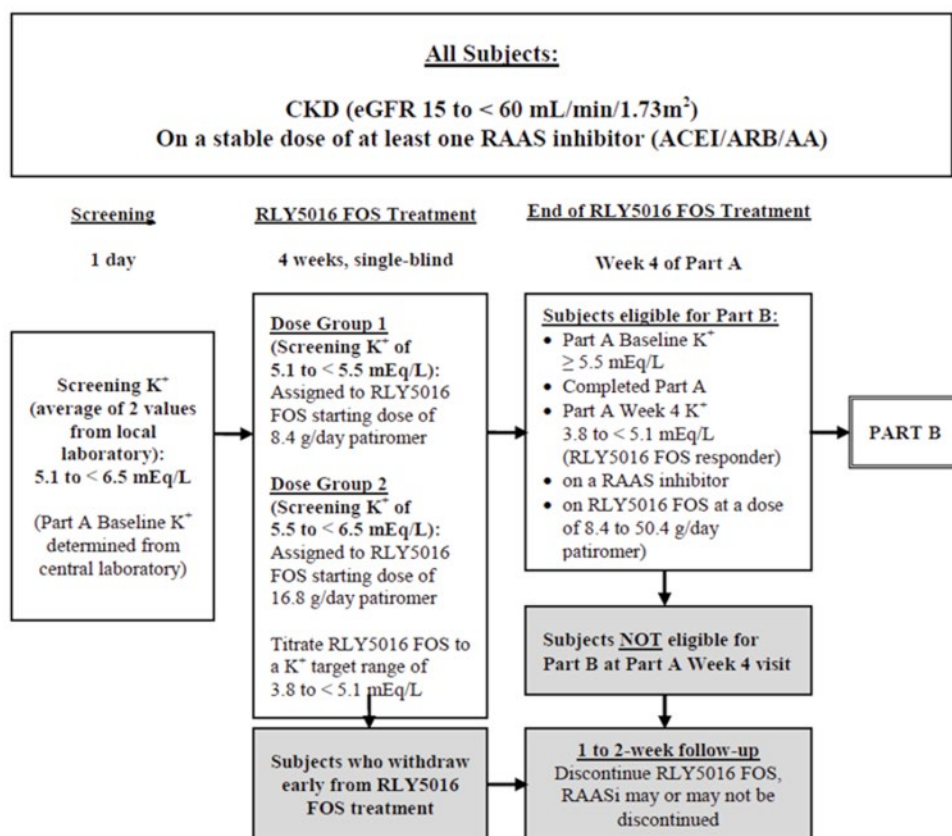 All Subjects:
CKD (eGFR 15 to < 60 mL/min/1.73m²)
On a stable dose of at least one RAAS inhibitor (ACEI/ARB/AA)
Screening
1 day
RLY5016 FOS Treatment
4 weeks, single-blind
End of RLY5016 FOS Treatment
Week 4 of Part A
Screening K⁺
(average of 2 values
from local
laboratory):
5.1 to < 6.5 mEq/L
(Part A Baseline K⁺
determined from
central laboratory)
Dose Group 1
(Screening K⁺ of
5.1 to < 5.5 mEq/L):
Assigned to RLY5016
FOS starting dose of
8.4 g/day patiromer
Dose Group 2
(Screening K⁺ of
5.5 to < 6.5 mEq/L):
Assigned to RLY5016
FOS starting dose of
16.8 g/day patiromer
Titrate RLY5016 FOS to
a K⁺ target range of
3.8 to < 5.1 mEq/L
Subjects eligible for Part B:
• Part A Baseline K⁺
≥ 5.5 mEq/L
• Completed Part A
• Part A Week 4 K⁺
3.8 to < 5.1 mEq/L
(RLY5016 FOS responder)
• on a RAAS inhibitor
• on RLY5016 FOS at a dose
of 8.4 to 50.4 g/day
patiromer)
PART B
Subjects NOT eligible for
Part B at Part A Week 4 visit
Subjects who withdraw
early from RLY5016
FOS treatment
1 to 2-week follow-up
Discontinue RLY5016 FOS,
RAASi may or may not be
discontinued